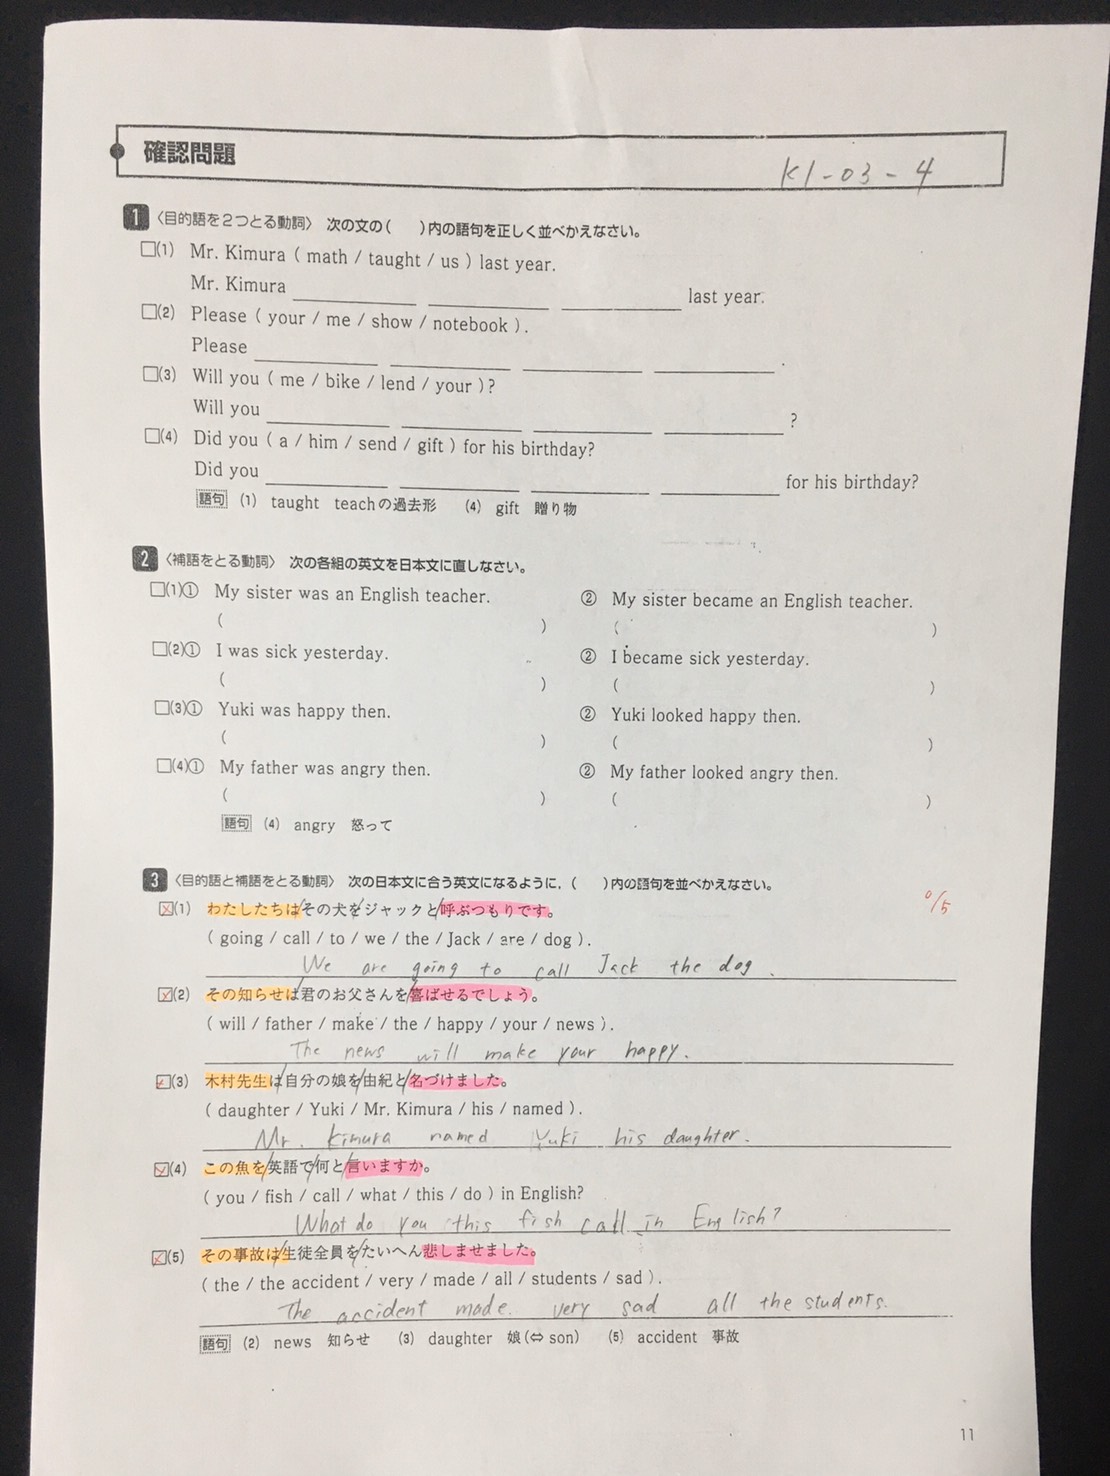 確認問題
K1-03-4
1 〈目的語を2つとる動詞〉 次の文の( )内の語句を正しく並べかえなさい。
□(1) Mr. Kimura ( math / taught / us ) last year.
Mr. Kimura ______ ______ ______ last year.
□(2) Please ( your / me / show / notebook ).
Please ______ ______ ______ ______ .
□(3) Will you ( me / bike / lend / your )?
Will you ______ ______ ______ ______ ?
□(4) Did you ( a / him / send / gift ) for his birthday?
Did you ______ ______ ______ ______ for his birthday?
語句 (1) taught teachの過去形 (4) gift 贈り物
2 〈補語をとる動詞〉 次の各組の英文を日本文に直しなさい。
□(1)① My sister was an English teacher. ② My sister became an English teacher.
( ) ( )
□(2)① I was sick yesterday. ② I became sick yesterday.
( ) ( )
□(3)① Yuki was happy then. ② Yuki looked happy then.
( ) ( )
□(4)① My father was angry then. ② My father looked angry then.
( ) ( )
語句 (4) angry 怒って
3 〈目的語と補語をとる動詞〉 次の日本文に合う英文になるように,( )内の語句を並べかえなさい。
0/5
□(1) わたしたちは/その犬を/ジャックと/呼ぶつもりです。
( going / call / to / we / the / Jack / are / dog ).
We are going to call Jack the dog.
□(2) その知らせは/君のお父さんを/喜ばせるでしょう。
( will / father / make / the / happy / your / news ).
The news will make your happy.
□(3) 木村先生は/自分の娘を/由紀と/名づけました。
( daughter / Yuki / Mr. Kimura / his / named ).
Mr. Kimura named Yuki his daughter.
□(4) この魚を/英語で/何と/言いますか。
( you / fish / call / what / this / do ) in English?
What do you this fish call in English?
□(5) その事故は/生徒全員を/たいへん悲しませました。
( the / the accident / very / made / all / students / sad ).
The accident made very sad all the students.
語句 (2) news 知らせ (3) daughter 娘(⇔son) (5) accident 事故
11